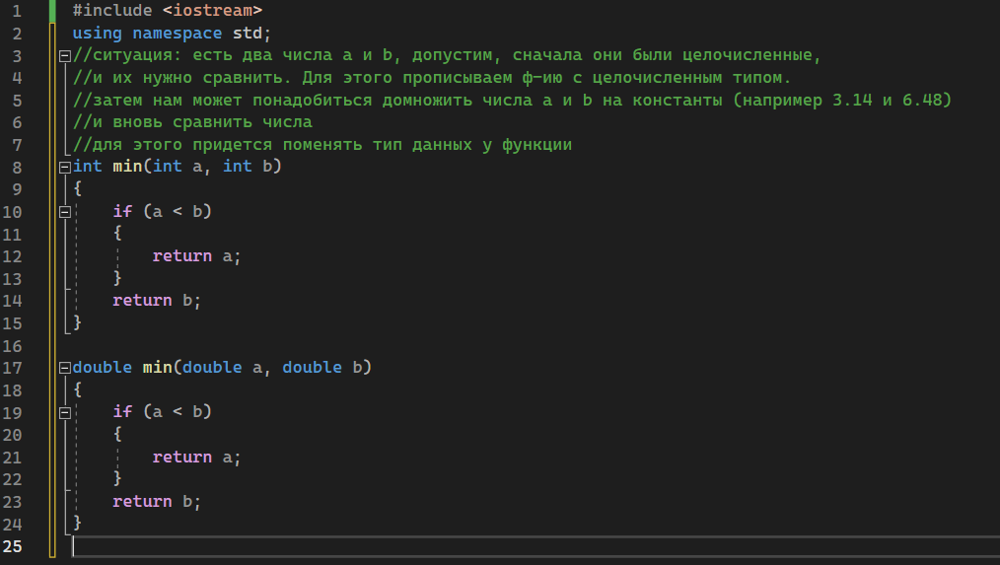 1 #include <iostream>
2 using namespace std;
3 //ситуация: есть два числа a и b, допустим, сначала они были целочисленные,
4 //и их нужно сравнить. Для этого прописываем ф-ию с целочисленным типом.
5 //затем нам может понадобиться домножить числа a и b на константы (например 3.14 и 6.48)
6 //и вновь сравнить числа
7 //для этого придется поменять тип данных у функции
8 int min(int a, int b)
9 {
10 if (a < b)
11 {
12 return a;
13 }
14 return b;
15 }
16
17 double min(double a, double b)
18 {
19 if (a < b)
20 {
21 return a;
22 }
23 return b;
24 }
25